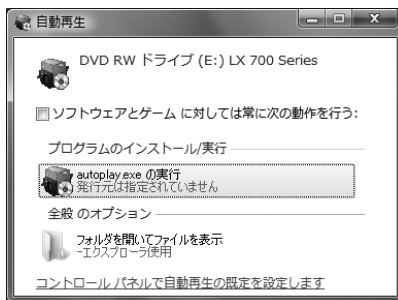 自動再生
DVD RW ドライブ (E:) LX 700 Series
ソフトウェアとゲーム に対しては常に次の動作を行う:
プログラムのインストール/実行
autoplay.exe の実行
発行元は指定されていません
全般 のオプション
フォルダを開いてファイルを表示
-エクスプローラ使用
コントロール パネルで自動再生の既定を設定します